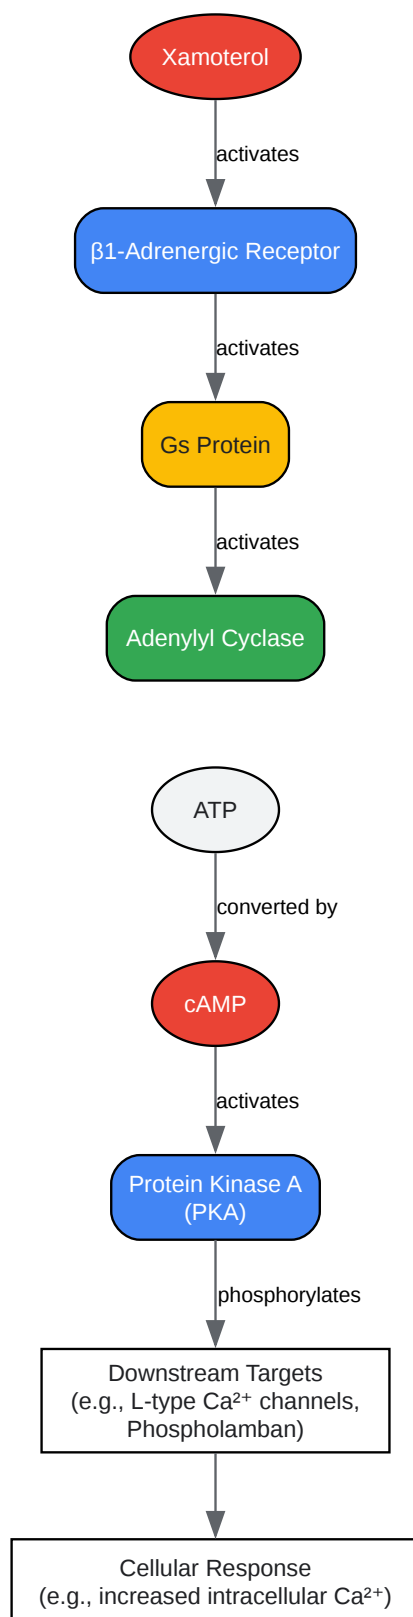 Xamoterol
activates
β1-Adrenergic Receptor
activates
Gs Protein
activates
Adenylyl Cyclase
ATP
converted by
cAMP
activates
Protein Kinase A
(PKA)
phosphorylates
Downstream Targets
(e.g., L-type Ca²⁺ channels,
Phospholamban)
Cellular Response
(e.g., increased intracellular Ca²⁺)